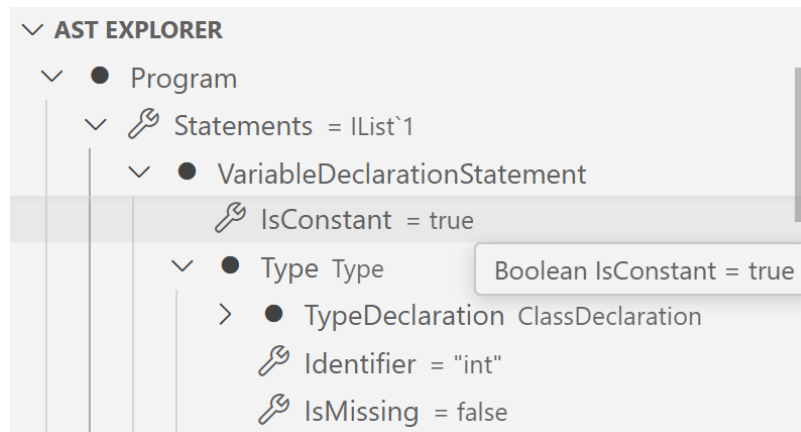 AST EXPLORER
Program
Statements = IList`1
VariableDeclarationStatement
IsConstant = true
Type Type
Boolean IsConstant = true
TypeDeclaration ClassDeclaration
Identifier = "int"
IsMissing = false